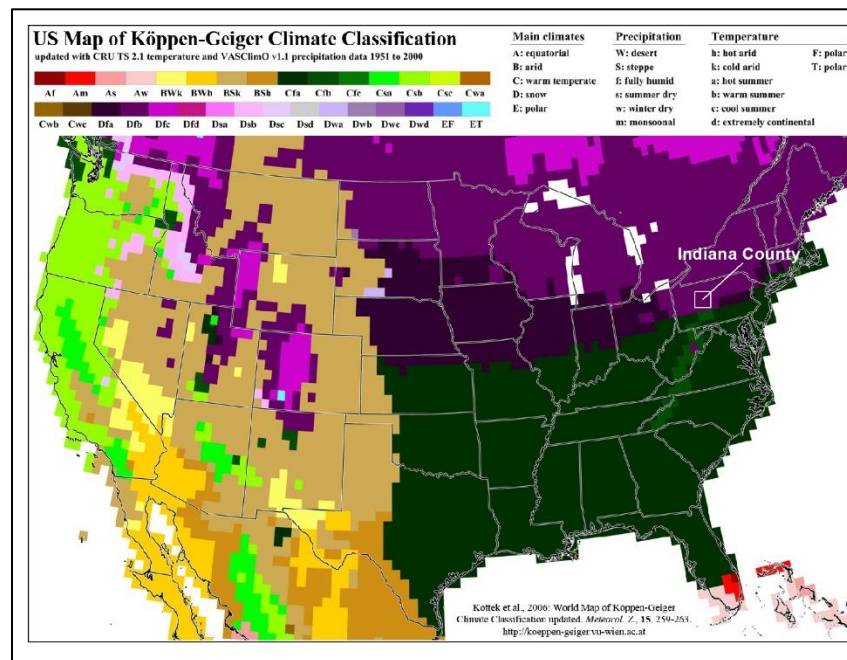 US Map of Köppen-Geiger Climate Classification
updated with CRU TS 2.1 temperature and VASClimO v1.1 precipitation data 1951 to 2000
Af Am As Aw BWk BWh BSk BSh Cfa Cfb Cfc Csa Csb Csc Cwa
Cwb Cwc Dfa Dfb Dfc Dfd Dsa Dsb Dsc Dsd Dwa Dwb Dwc Dwd EF ET
Main climates
A: equatorial
B: arid
C: warm temperate
D: snow
E: polar
Precipitation
W: desert
S: steppe
f: fully humid
s: summer dry
w: winter dry
m: monsoonal
Temperature
h: hot arid F: polar
k: cold arid T: polar
a: hot summer
b: warm summer
c: cool summer
d: extremely continental
Indiana County
Kottek et al., 2006: World Map of Köppen-Geiger
Climate Classification updated. Meteorol. Z., 15, 259-263.
http://koeppen-geiger.vu-wien.ac.at